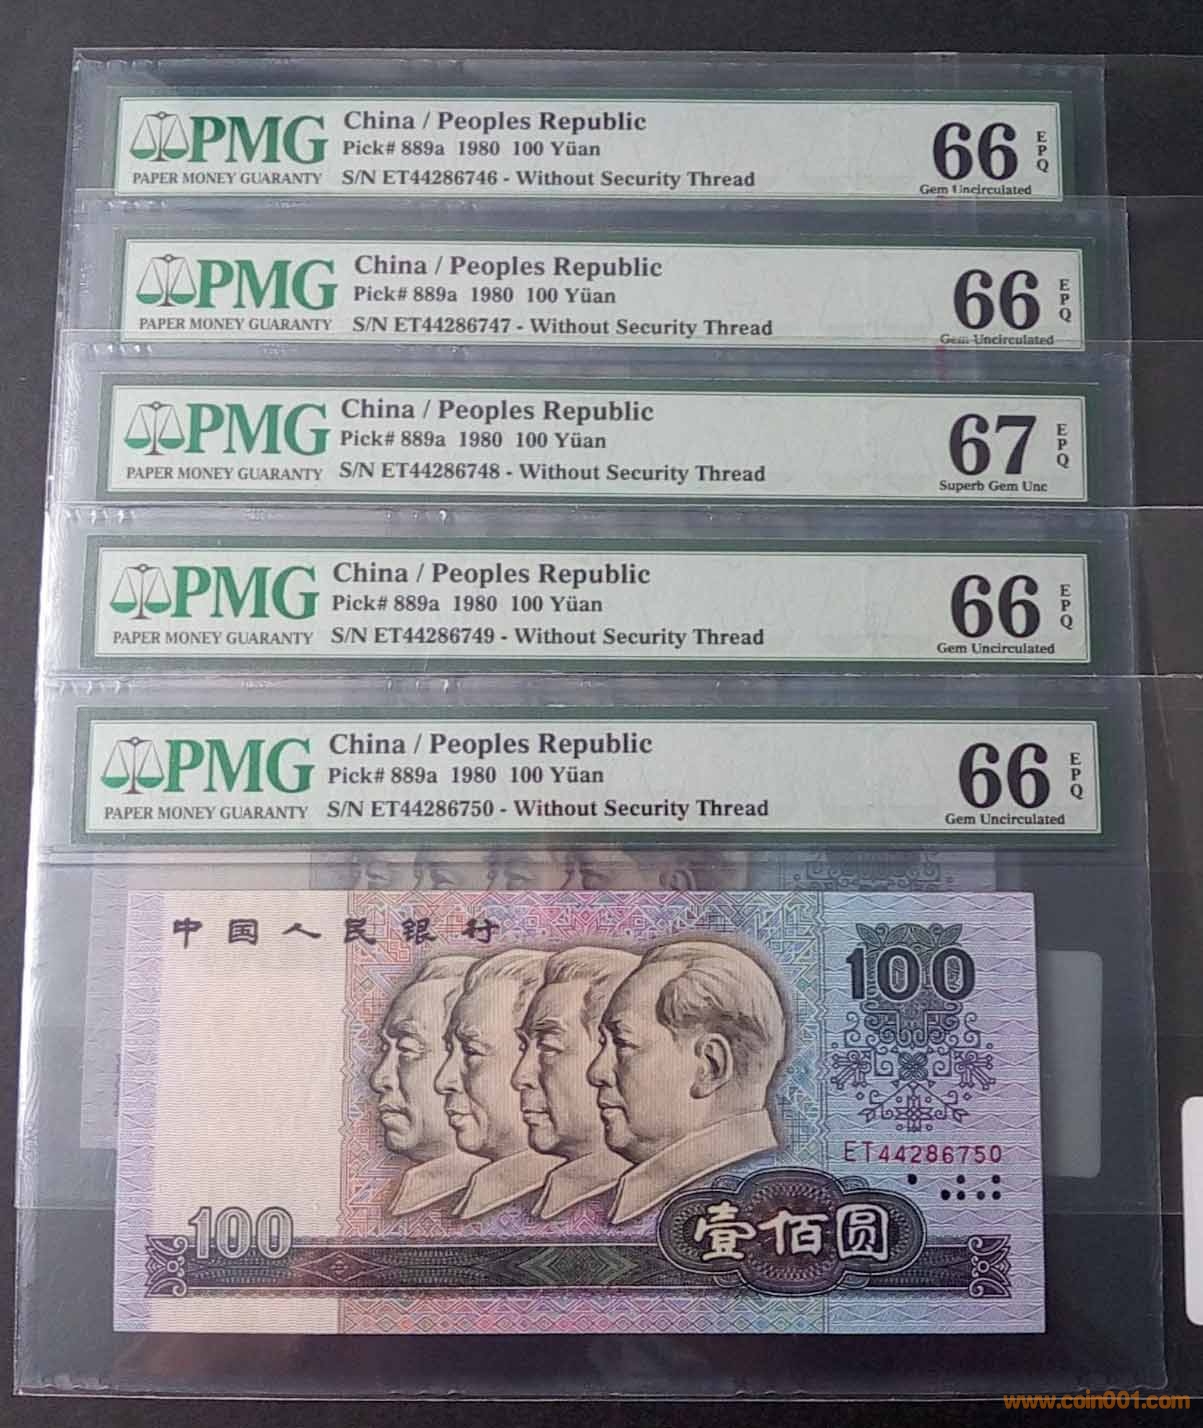 PMG
PAPER MONEY GUARANTY
China / Peoples Republic
Pick# 889a 1980 100 Yüan
S/N ET44286746 - Without Security Thread
66 EPQ
Gem Uncirculated
PMG
PAPER MONEY GUARANTY
China / Peoples Republic
Pick# 889a 1980 100 Yüan
S/N ET44286747 - Without Security Thread
66 EPQ
Gem Uncirculated
PMG
PAPER MONEY GUARANTY
China / Peoples Republic
Pick# 889a 1980 100 Yüan
S/N ET44286748 - Without Security Thread
67 EPQ
Superb Gem Unc
PMG
PAPER MONEY GUARANTY
China / Peoples Republic
Pick# 889a 1980 100 Yüan
S/N ET44286749 - Without Security Thread
66 EPQ
Gem Uncirculated
PMG
PAPER MONEY GUARANTY
China / Peoples Republic
Pick# 889a 1980 100 Yüan
S/N ET44286750 - Without Security Thread
66 EPQ
Gem Uncirculated
中国人民银行
100
ET44286750
100
壹佰圆
www.coin001.com